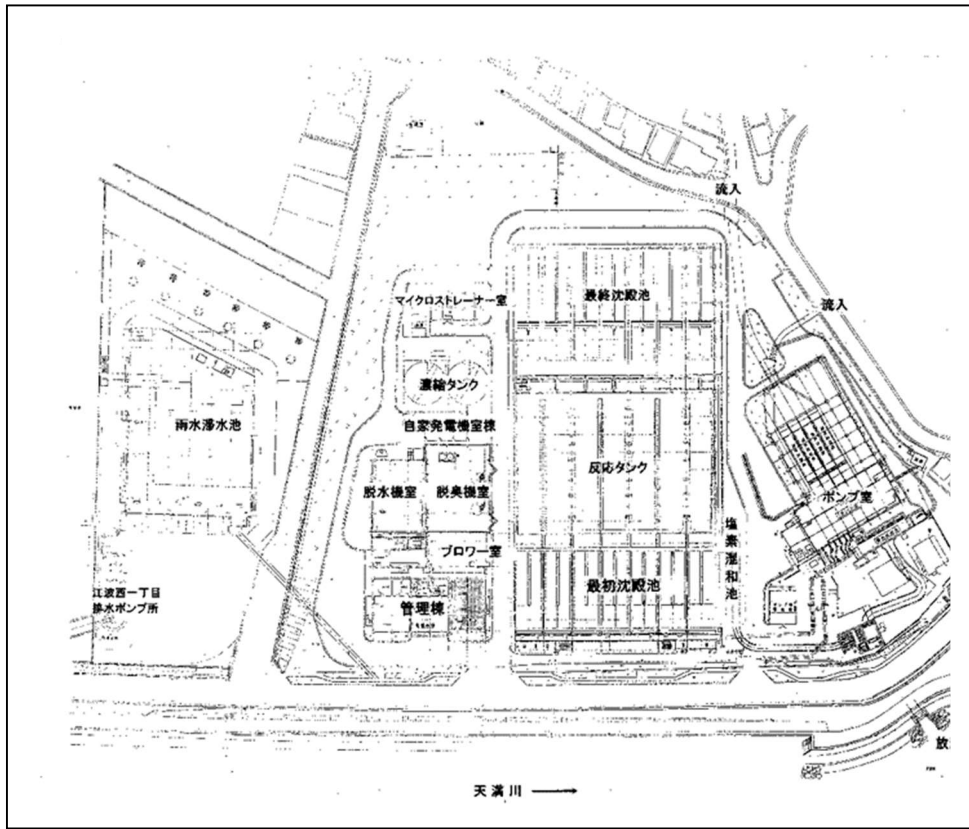 流入
最終沈殿池
マイクロストレーナー室
流入
濃縮タンク
雨水滞水池
自家発電機室棟
反応タンク
脱水機室
脱臭機室
ポンプ室
塩素混和池
ブロワー室
最初沈殿池
江波西一丁目
排水ポンプ所
管理棟
放
天満川